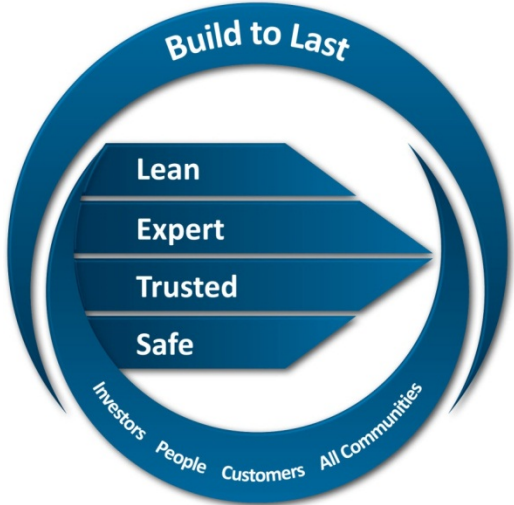 Build to Last
Lean
Expert
Trusted
Safe
Investors People Customers All Communities